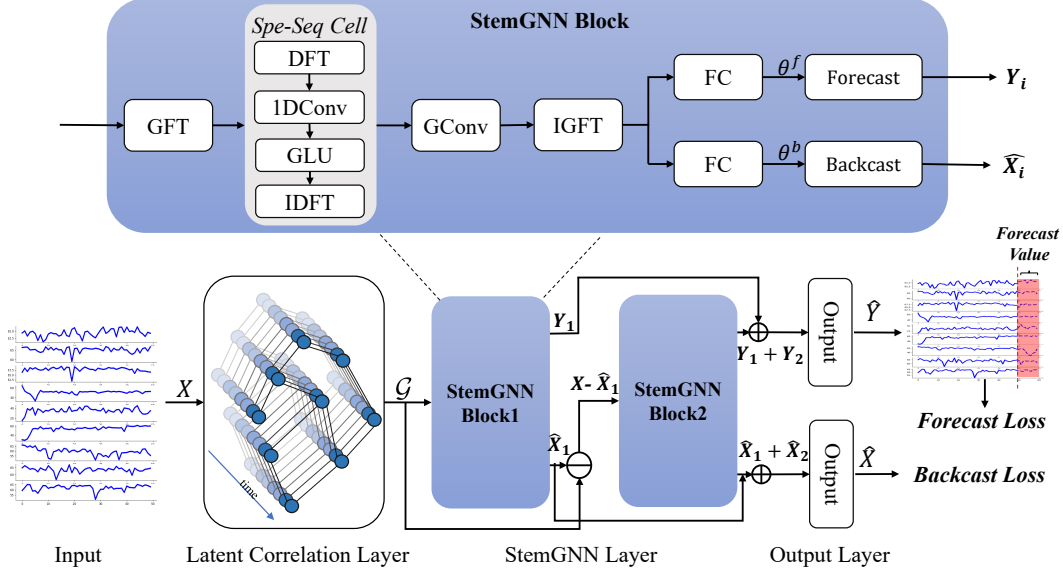 StemGNN Block
Spe-Seq Cell
DFT
1DConv
GLU
IDFT
GFT
GConv
IGFT
FC
θ^f
Forecast
Y_i
FC
θ^b
Backcast
X̂_i
Forecast
Value
X
time
𝒢
StemGNN
Block1
Y_1
X̂_1
X- X̂_1
StemGNN
Block2
Y_1 + Y_2
X̂_1 + X̂_2
Output
Ŷ
Output
X̂
Forecast Loss
Backcast Loss
Input
Latent Correlation Layer
StemGNN Layer
Output Layer